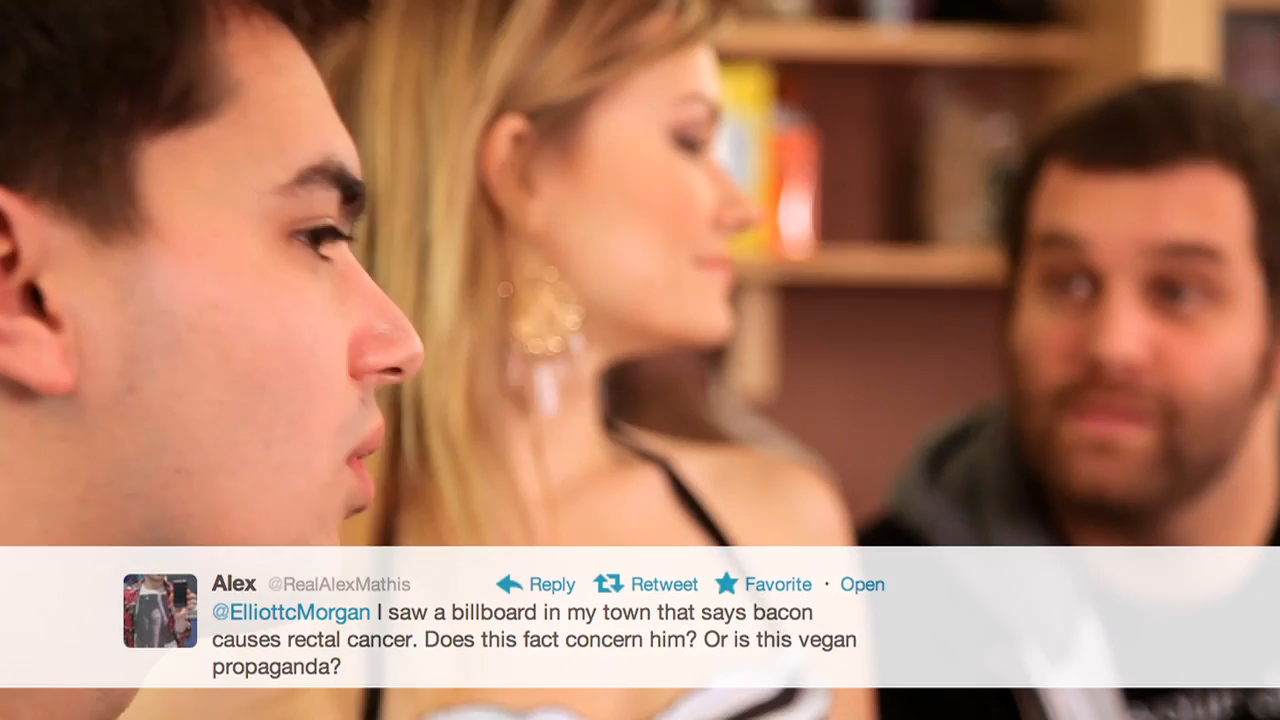 Alex @RealAlexMathis Reply Retweet Favorite · Open
@ElliottcMorgan I saw a billboard in my town that says bacon
causes rectal cancer. Does this fact concern him? Or is this vegan
propaganda?